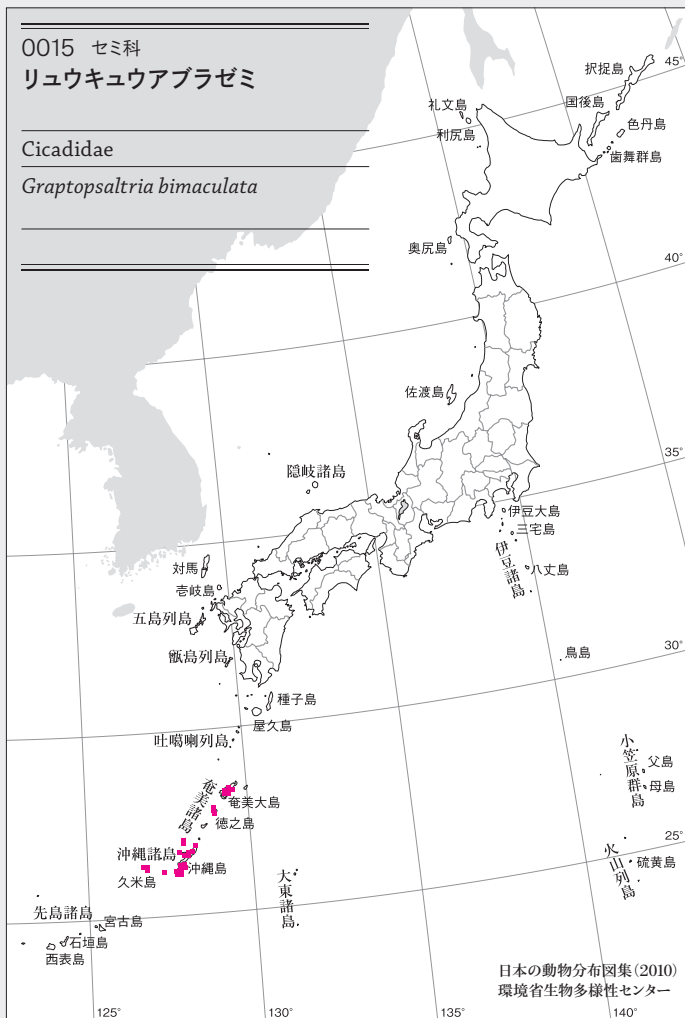 0015 セミ科
リュウキュウアブラゼミ
Cicadidae
Graptopsaltria bimaculata
45°
択捉島
国後島
礼文島
色丹島
利尻島
歯舞群島
奥尻島
40°
佐渡島
35°
隠岐諸島
伊豆大島
三宅島
伊豆諸島
八丈島
対馬
壱岐島
五島列島
甑島列島
鳥島
30°
種子島
屋久島
吐噶喇列島
小笠原群島
父島
母島
奄美諸島
奄美大島
徳之島
25°
沖縄諸島
沖縄島
久米島
大東諸島
火山列島
硫黄島
先島諸島
宮古島
石垣島
西表島
日本の動物分布図集(2010)
環境省生物多様性センター
125°
130°
135°
140°